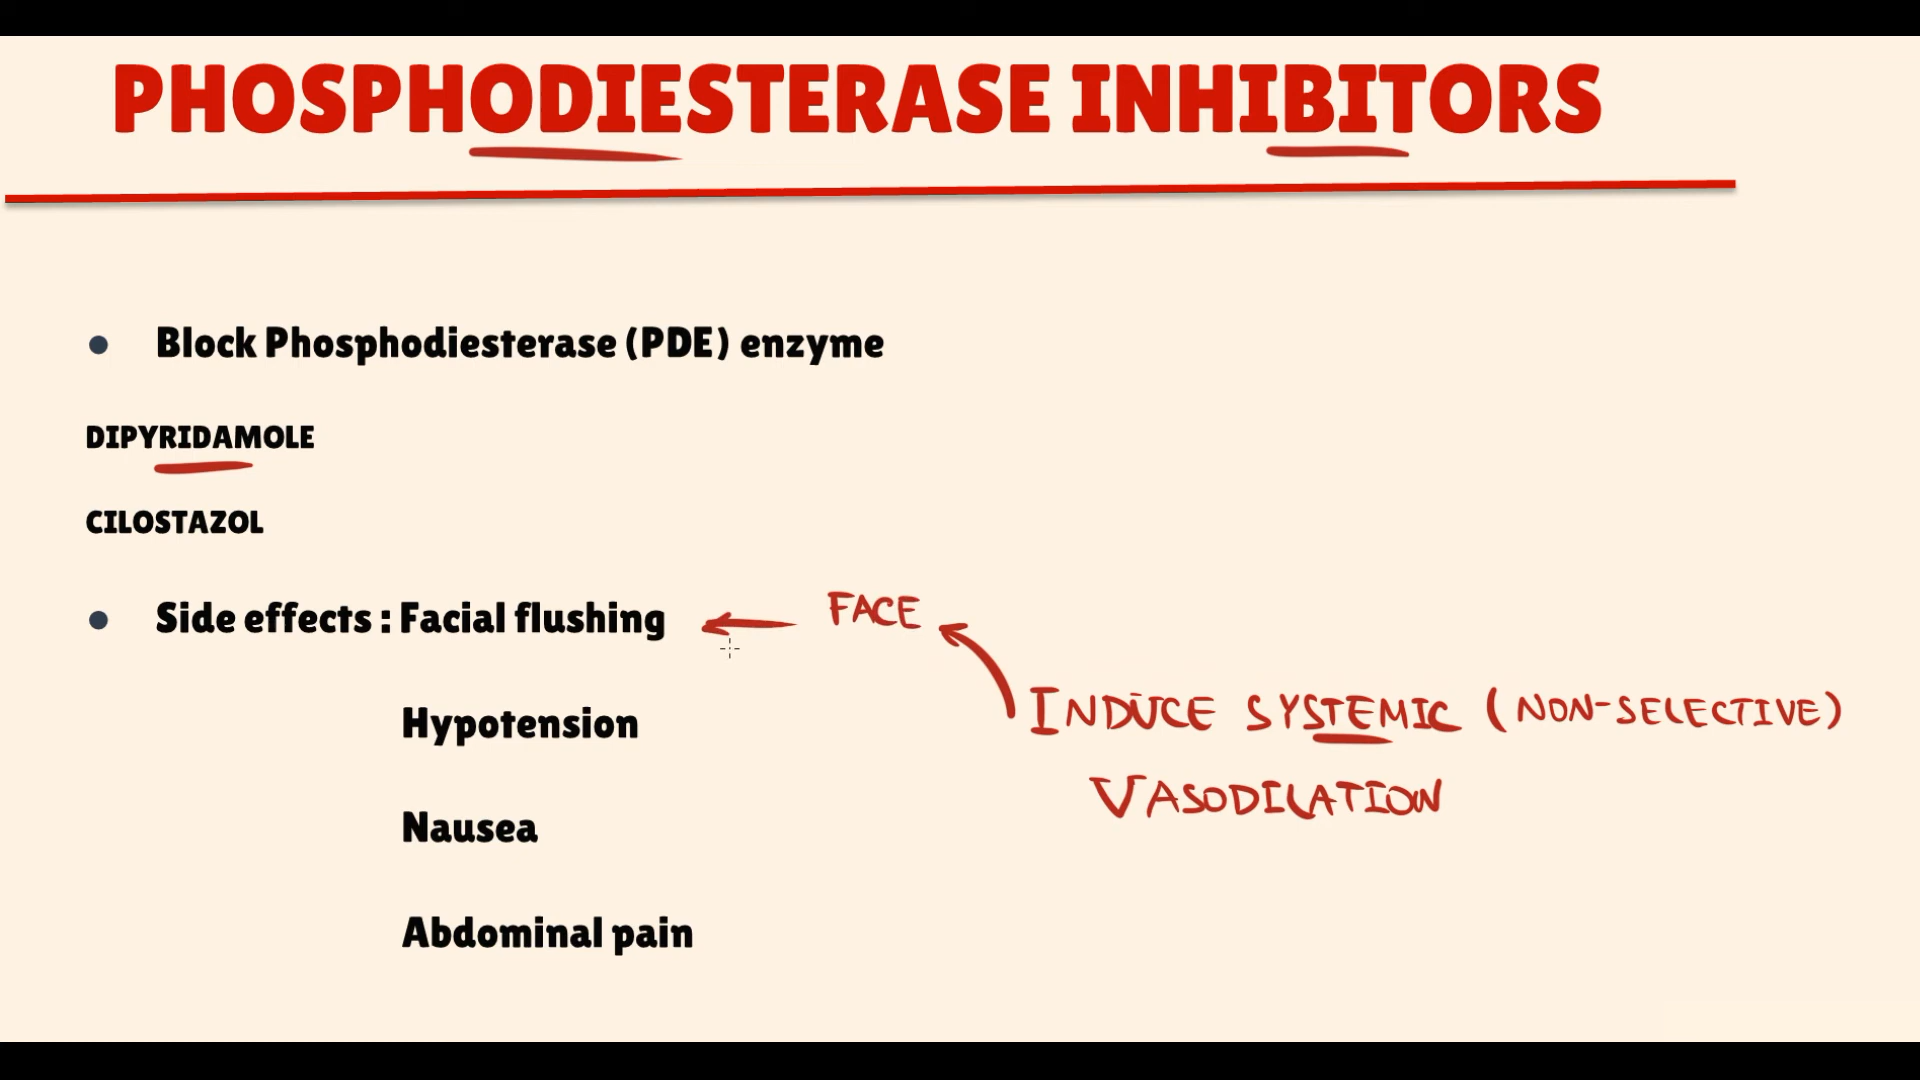 PHOSPHODIESTERASE INHIBITORS
• Block Phosphodiesterase (PDE) enzyme
DIPYRIDAMOLE
CILOSTAZOL
• Side effects : Facial flushing
FACE
INDUCE SYSTEMIC (NON-SELECTIVE)
Hypotension
VASODILATION
Nausea
Abdominal pain